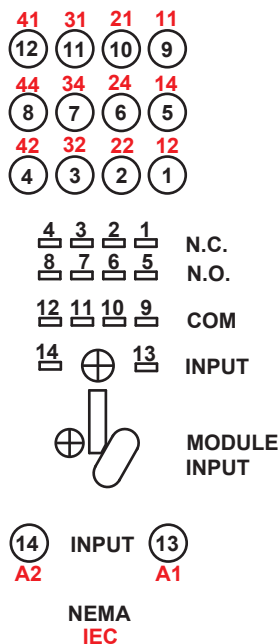 41 31 21 11
12 11 10 9
44 34 24 14
8 7 6 5
42 32 22 12
4 3 2 1
4 3 2 1 N.C.
8 7 6 5 N.O.
12 11 10 9 COM
14 13 INPUT
MODULE
INPUT
14 INPUT 13
A2 A1
NEMA
IEC